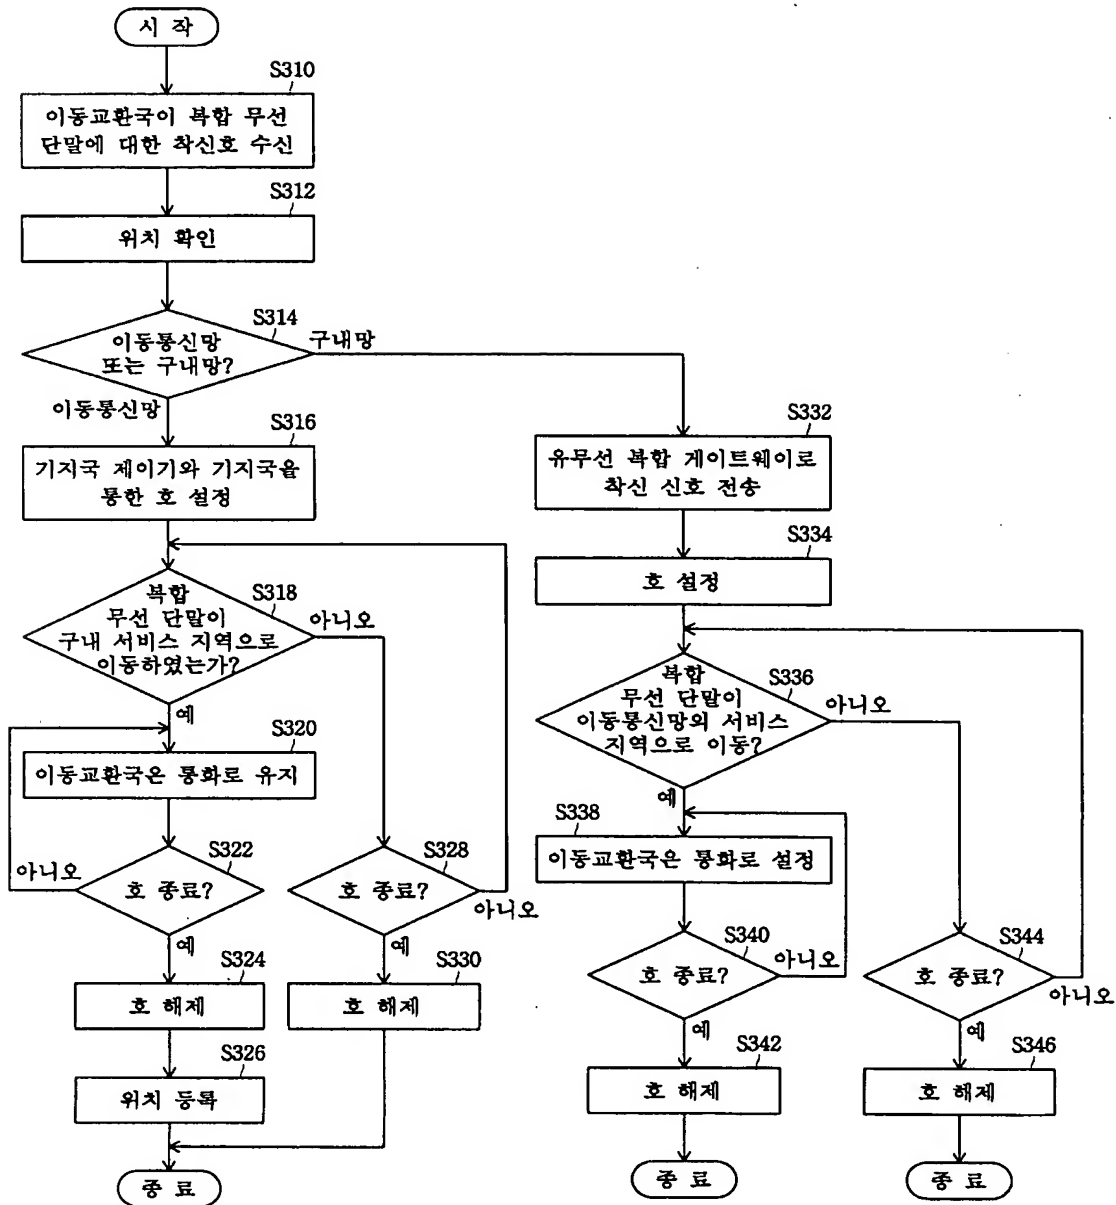 시 작
S310
이동교환국이 복합 무선
단말에 대한 착신호 수신
S312
위치 확인
S314
이동통신망
또는 구내망?
구내망
이동통신망
S316
기지국 제어기와 기지국을
통한 호 설정
S318
복합
무선 단말이
구내 서비스 지역으로
이동하였는가?
아니오
예
S320
이동교환국은 통화로 유지
S322
호 종료?
아니오
예
S324
호 해제
S326
위치 등록
종 료
S328
호 종료?
아니오
예
S330
호 해제
S332
유무선 복합 게이트웨이로
착신 신호 전송
S334
호 설정
S336
복합
무선 단말이
이동통신망의 서비스
지역으로 이동?
아니오
예
S338
이동교환국은 통화로 설정
S340
호 종료?
아니오
예
S342
호 해제
종 료
S344
호 종료?
아니오
예
S346
호 해제
종 료